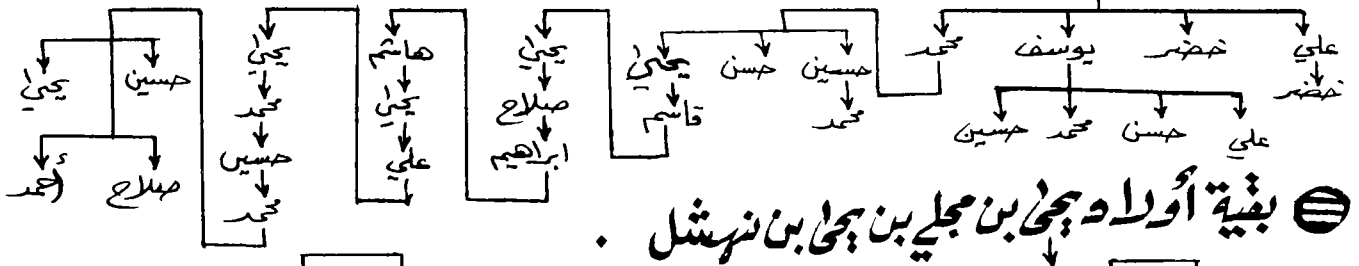 علي خضر يوسف محمد حسين حسن يحيىٰ يحيىٰ هاشم يحيىٰ حسين يحيىٰ
خضر محمد قاسم صلاح يحيىٰ محمد
علي حسن محمد حسين ابراهيم علي حسين صلاح أحمد
محمد
بقية أولاد يحيىٰ بن مجلي بن يحيىٰ بن نهشل .